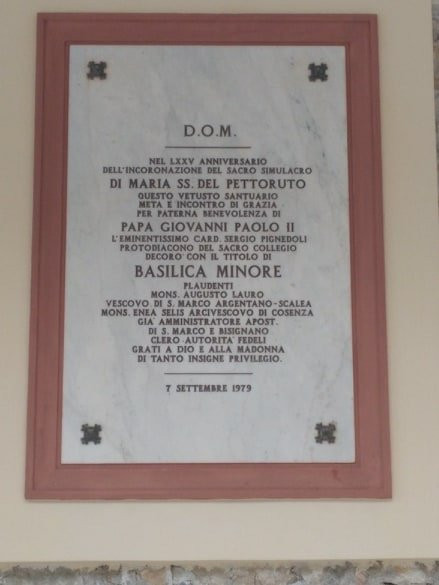 D.O.M.
NEL LXXV ANNIVERSARIO
DELL'INCORONAZIONE DEL SACRO SIMULACRO
DI MARIA SS. DEL PETTORUTO
QUESTO VETUSTO SANTUARIO
META E INCONTRO DI GRAZIA
PER PATERNA BENEVOLENZA DI
PAPA GIOVANNI PAOLO II
L'EMINENTISSIMO CARD. SERGIO PIGNEDOLI
PROTODIACONO DEL SACRO COLLEGIO
DECORÒ CON IL TITOLO DI
BASILICA MINORE
PLAUDENTI
MONS. AUGUSTO LAURO
VESCOVO DI S. MARCO ARGENTANO-SCALEA
MONS. ENEA SELIS ARCIVESCOVO DI COSENZA
GIÀ AMMINISTRATORE APOST.
DI S. MARCO E BISIGNANO
CLERO AUTORITA' FEDELI
GRATI A DIO E ALLA MADONNA
DI TANTO INSIGNE PRIVILEGIO.
7 SETTEMBRE 1979